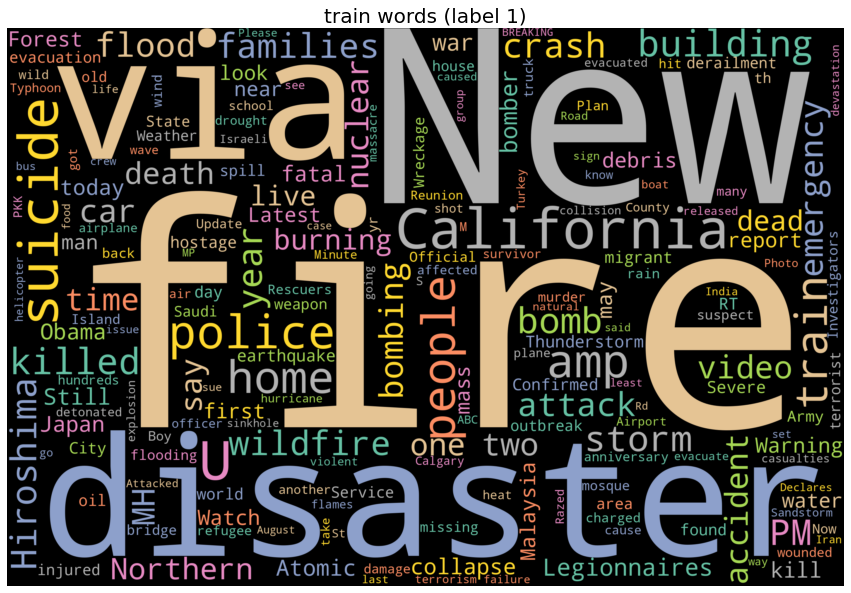 train words (label 1)
Forest
flood
Please
families
war
crash
BREAKING
building
evacuation
via
New
look
house
caused
truck
evacuated
hit
derailment
th
wild
old
Typhoon
life
wind
near
State
school
see
nuclear
massacre
group
bomber
Plan
Road
devastation
suicide
drought
Weather
Israeli
got
wave
crew
bus
death
spill
fatal
Wreckage
sign
know
debris
emergency
today
live
Reunion
Turkey
boat
many
PKK
food
airplane
car
Latest
shot
collision
County
released
California
dead
man
Update
case
yr
M
hostage
burning
report
back
MP
Minute
Official
survivor
migrant
fire
year
going
affected
S
rain
Photo
Investigators
helicopter
time
air
day
Rescuers
bombing
people
murder
natural
may
India
RT
train
Island
issue
Saudi
weapon
suspect
Obama
police
bomb
said
Thunderstorm
earthquake
plane
amp
video
killed
say
home
mass
Confirmed
least
Severe
terrorist
hundreds
sue
hurricane
Still
detonated
first
attack
Rd
Army
Japan
explosion
officer
sinkhole
ABC
outbreak
Airport
Hiroshima
City
Boy
wildfire
one
two
storm
set
Warning
go
flooding
U
violent
Calgary
anniversary
evacuate
casualties
disaster
Attacked
another
Service
heat
Malaysia
mosque
accident
Declares
oil
MH
world
flames
Razed
area
water
Sandstorm
Watch
August
take
St
missing
charged
found
PM
Now
Iran
bridge
refugee
cause
wounded
injured
Northern
Atomic
damage
collapse
Legionnaires
way
kill
last
terrorism
failure